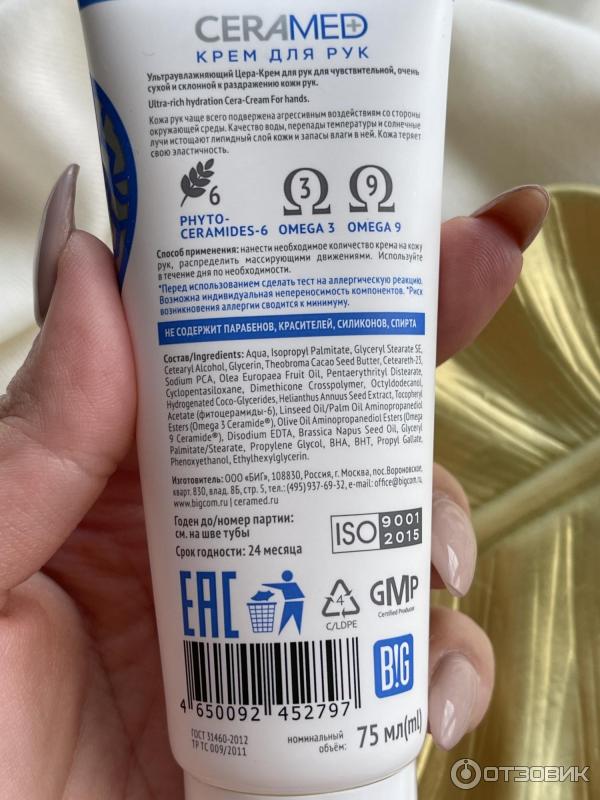 CERAMED
КРЕМ ДЛЯ РУК
Ультраувлажняющий Цера-Крем для рук для чувствительной, очень
сухой и склонной к раздражению кожи рук.
Ultra-rich hydration Cera-Cream For hands.
Кожа рук чаще всего подвержена агрессивным воздействиям со стороны
окружающей среды. Качество воды, перепады температуры и солнечные
лучи истощают липидный слой кожи и запасы влаги в ней. Кожа теряет
свою эластичность.
6
3
9
PHYTO-
CERAMIDES-6 OMEGA 3 OMEGA 9
Способ применения: нанести необходимое количество крема на кожу
рук, распределить массирующими движениями. Используйте
в течение дня по необходимости.
*Перед использованием сделать тест на аллергическую реакцию.
Возможна индивидуальная непереносимость компонентов. *Риск
возникновения аллергии сводится к минимуму.
НЕ СОДЕРЖИТ ПАРАБЕНОВ, КРАСИТЕЛЕЙ, СИЛИКОНОВ, СПИРТА
Состав/Ingredients: Aqua, Isopropyl Palmitate, Glyceryl Stearate SE,
Cetearyl Alcohol, Glycerin, Theobroma Cacao Seed Butter, Ceteareth-23,
Sodium PCA, Olea Europaea Fruit Oil, Pentaerythrityl Distearate,
Cyclopentasiloxane, Dimethicone Crosspolymer, Octyldodecanol,
Hydrogenated Coco-Glycerides, Helianthus Annuus Seed Extract, Tocopheryl
Acetate (фитоцерамиды-6), Linseed Oil/Palm Oil Aminopropanediol
Esters (Omega 3 Ceramide®), Olive Oil Aminopropanediol Esters (Omega
9 Ceramide®), Disodium EDTA, Brassica Napus Seed Oil, Glyceryl
Palmitate/Stearate, Propylene Glycol, BHA, BHT, Propyl Gallate,
Phenoxyethanol, Ethylhexylglycerin.
Изготовитель: ООО «БИГ», 108830, Россия, г. Москва, пос. Вороновское,
кварт. 830, влад. 8Б, стр. 5, тел.: (495) 937-69-32, e-mail: office@bigcom.ru,
www.bigcom.ru | ceramed.ru
Годен до/номер партии:
см. на шве тубы
Срок годности: 24 месяца
ISO 9001
2015
EAC
4
C/LDPE
GMP
Certified Producer
B!G
4 650092 452797
ГОСТ 31460-2012
ТР ТС 009/2011
номинальный
объём: 75 мл(ml)
ОТЗОВИК